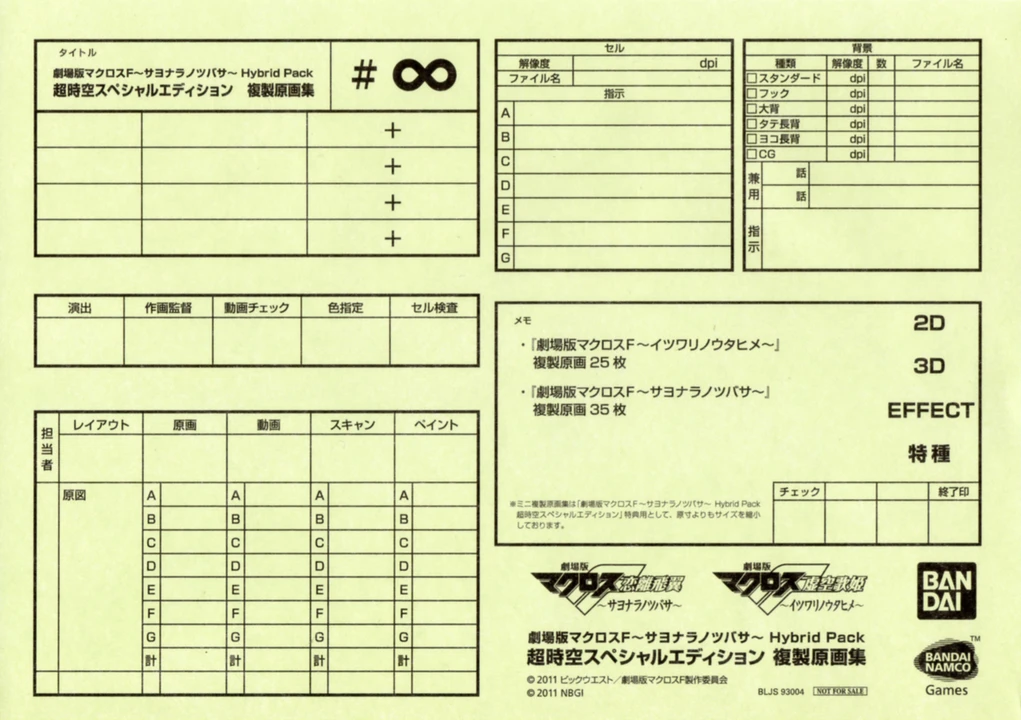 タイトル
劇場版マクロスF～サヨナラノツバサ～ Hybrid Pack
超時空スペシャルエディション 複製原画集
# ∞
+
+
+
+
演出 作画監督 動画チェック 色指定 セル検査
担当者 レイアウト 原画 動画 スキャン ペイント
原図 A A A A
B B B B
C C C C
D D D D
E E E E
F F F F
G G G G
計 計 計 計
セル
解像度 dpi
ファイル名
指示
A
B
C
D
E
F
G
背景
種類 解像度 数 ファイル名
□スタンダード dpi
□フック dpi
□大背 dpi
□タテ長背 dpi
□ヨコ長背 dpi
□CG dpi
兼用 話
話
指示
メモ
・『劇場版マクロスF～イツワリノウタヒメ～』
複製原画 25 枚
・『劇場版マクロスF～サヨナラノツバサ～』
複製原画 35 枚
2D
3D
EFFECT
特種
※ミニ複製原画集は「劇場版マクロスF～サヨナラノツバサ～ Hybrid Pack
超時空スペシャルエディション」特典用として、原寸よりもサイズを縮小
しております。
チェック 終了印
劇場版
マクロスF 恋離飛翼
～サヨナラノツバサ～
劇場版
マクロスF 虚空歌姫
～イツワリノウタヒメ～
BAN
DAI
劇場版マクロスF～サヨナラノツバサ～ Hybrid Pack
超時空スペシャルエディション 複製原画集
© 2011 ビックウエスト／劇場版マクロスF製作委員会
© 2011 NBGI
BLJS 93004 NOT FOR SALE
BANDAI
NAMCO
TM
Games